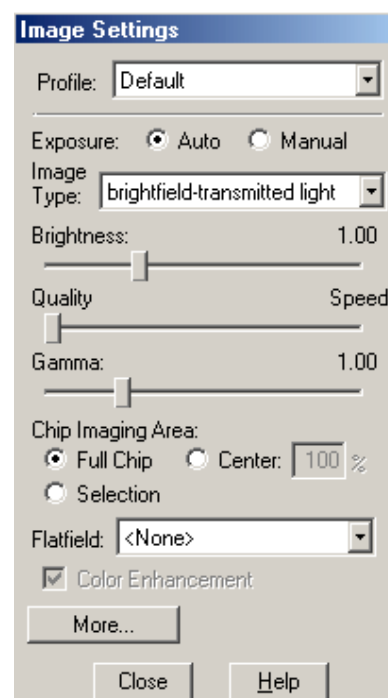 Image Settings
Profile: Default
Exposure: Auto Manual
Image
Type: brightfield-transmitted light
Brightness: 1.00
Quality Speed
Gamma: 1.00
Chip Imaging Area:
Full Chip Center: 100 %
Selection
Flatfield: <None>
Color Enhancement
More...
Close Help